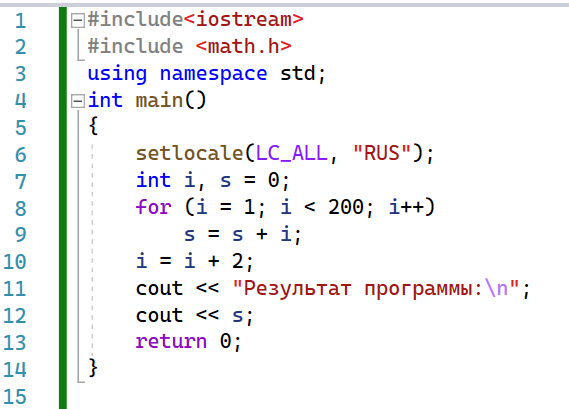 1 #include<iostream>
2 #include <math.h>
3 using namespace std;
4 int main()
5 {
6     setlocale(LC_ALL, "RUS");
7     int i, s = 0;
8     for (i = 1; i < 200; i++)
9         s = s + i;
10     i = i + 2;
11     cout << "Результат программы:\n";
12     cout << s;
13     return 0;
14 }
15